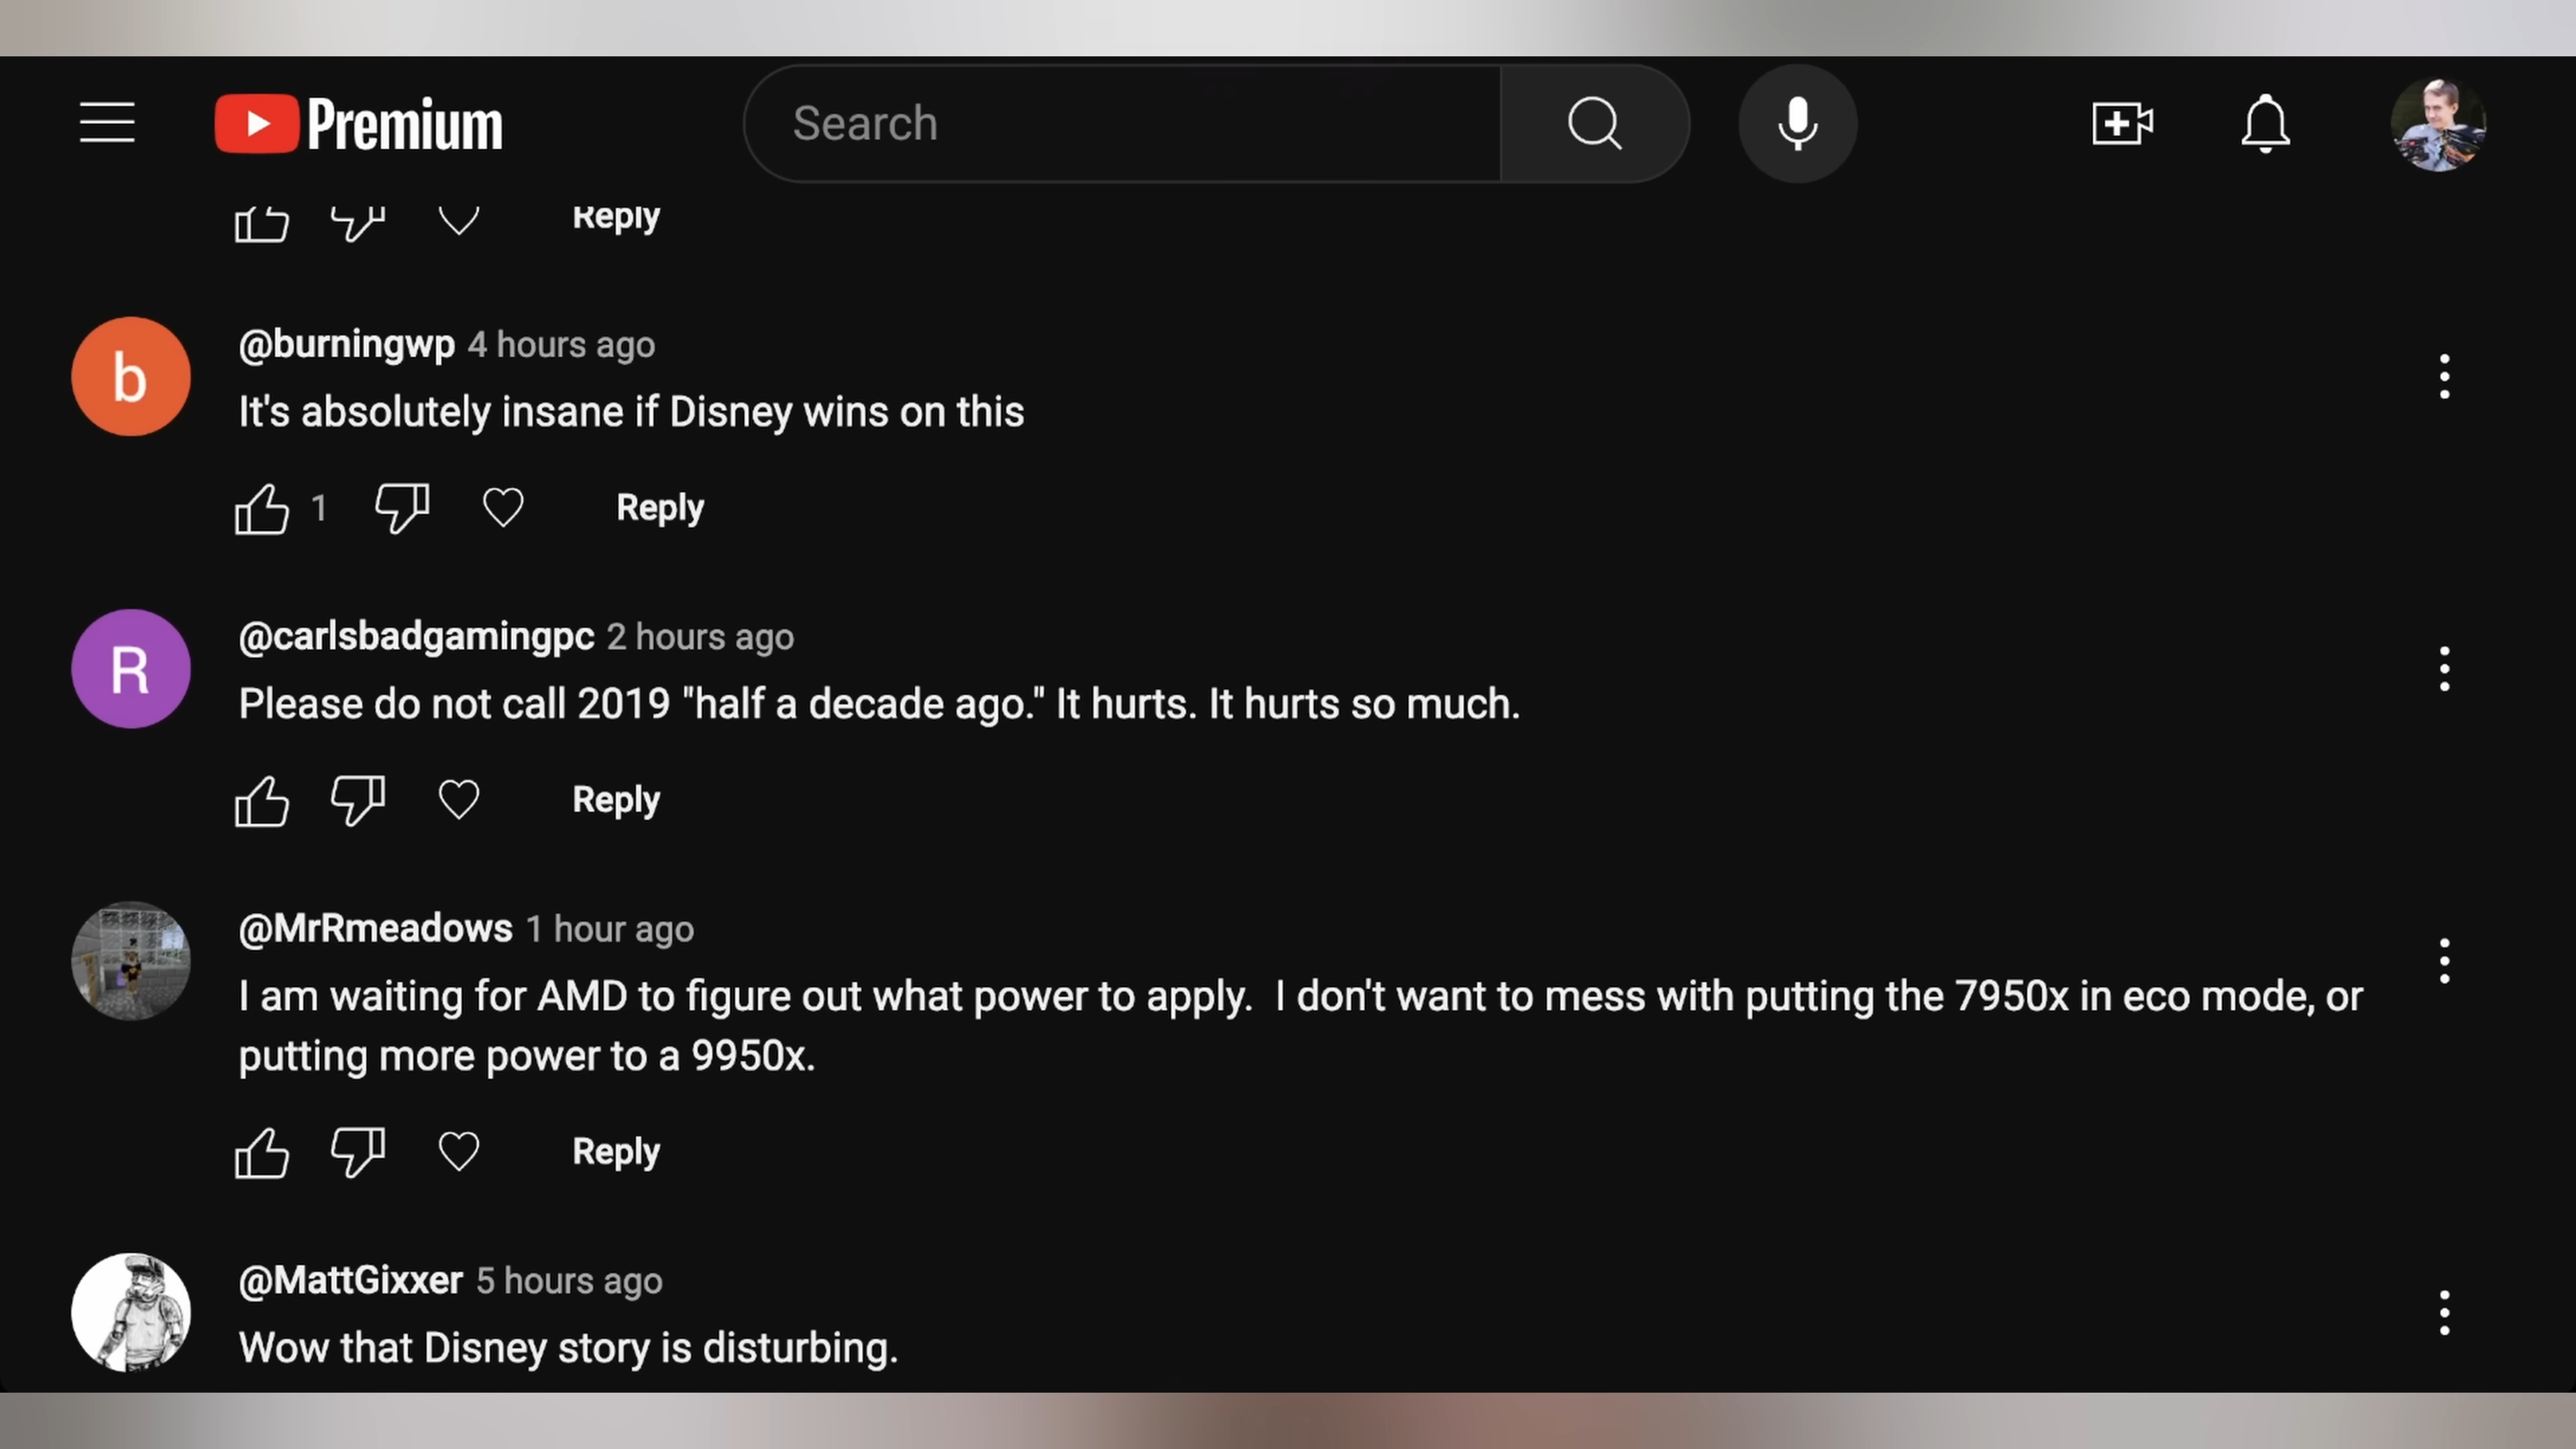 Premium
Search
Reply
b
@burningwp 4 hours ago
It's absolutely insane if Disney wins on this
1
Reply
R
@carlsbadgamingpc 2 hours ago
Please do not call 2019 "half a decade ago." It hurts. It hurts so much.
Reply
@MrRmeadows 1 hour ago
I am waiting for AMD to figure out what power to apply.  I don't want to mess with putting the 7950x in eco mode, or
putting more power to a 9950x.
Reply
@MattGixxer 5 hours ago
Wow that Disney story is disturbing.